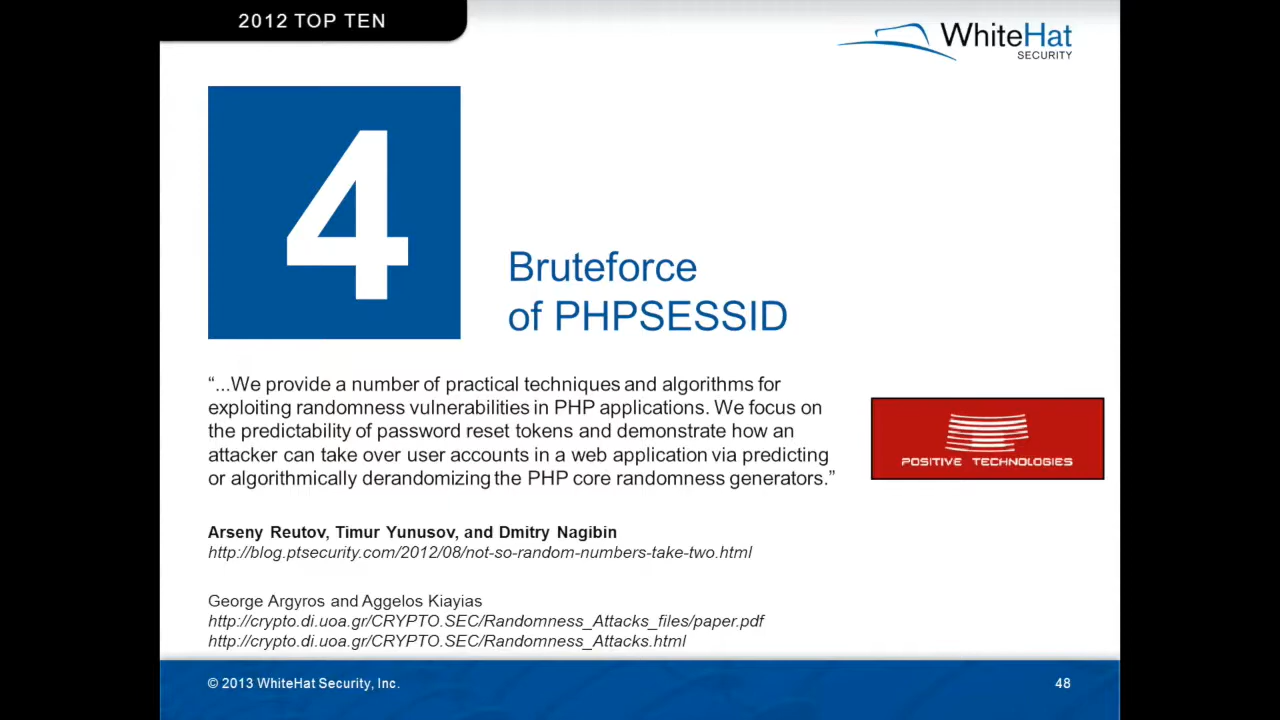 2012 TOP TEN
WhiteHat
SECURITY
4
Bruteforce
of PHPSESSID
“...We provide a number of practical techniques and algorithms for
exploiting randomness vulnerabilities in PHP applications. We focus on
the predictability of password reset tokens and demonstrate how an
attacker can take over user accounts in a web application via predicting
or algorithmically derandomizing the PHP core randomness generators.”
POSITIVE TECHNOLOGIES
Arseny Reutov, Timur Yunusov, and Dmitry Nagibin
http://blog.ptsecurity.com/2012/08/not-so-random-numbers-take-two.html
George Argyros and Aggelos Kiayias
http://crypto.di.uoa.gr/CRYPTO.SEC/Randomness_Attacks_files/paper.pdf
http://crypto.di.uoa.gr/CRYPTO.SEC/Randomness_Attacks.html
© 2013 WhiteHat Security, Inc.
48